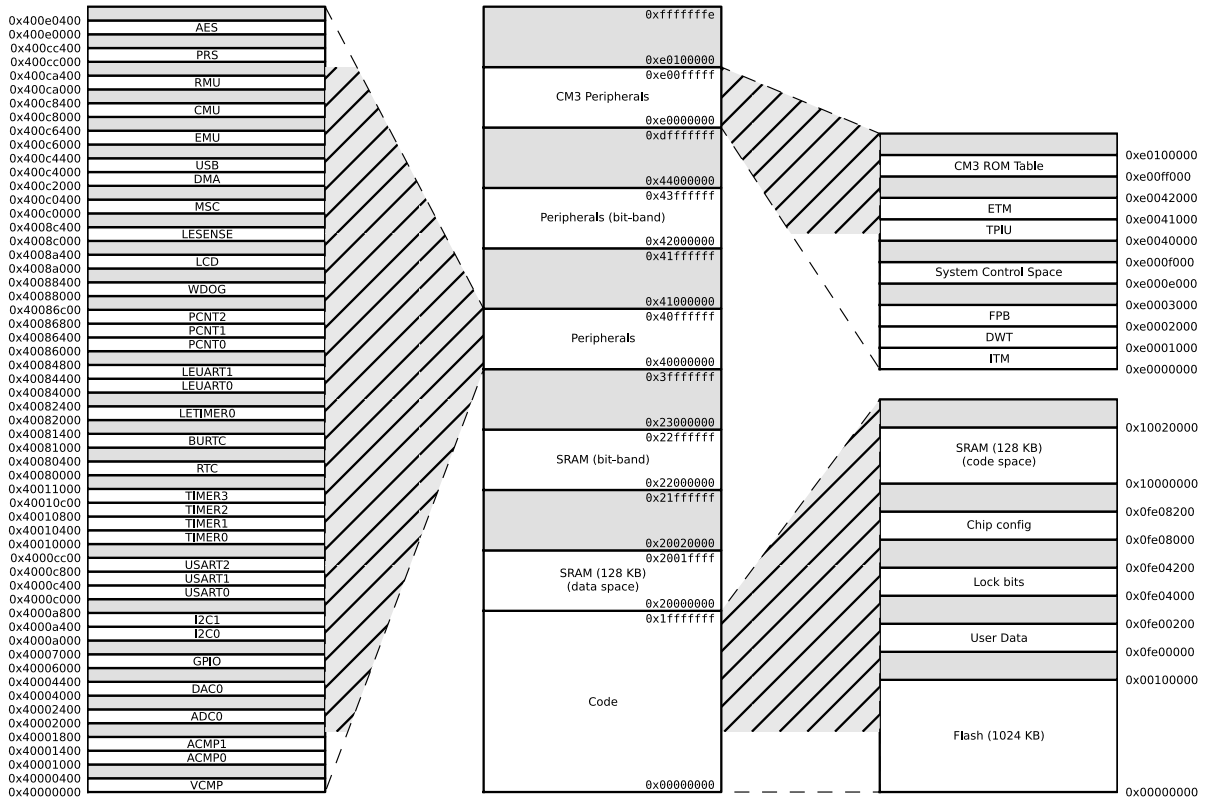 0x400e0400
AES
0x400e0000
0x400cc400
PRS
0x400cc000
0x400ca400
RMU
0x400ca000
0x400c8400
CMU
0x400c8000
0x400c6400
EMU
0x400c6000
0x400c4400
USB
0x400c4000
DMA
0x400c2000
0x400c0400
MSC
0x400c0000
0x4008c400
LESENSE
0x4008c000
0x4008a400
LCD
0x4008a000
0x40088400
WDOG
0x40088000
0x40086c00
PCNT2
0x40086800
PCNT1
0x40086400
PCNT0
0x40086000
0x40084800
LEUART1
0x40084400
LEUART0
0x40084000
0x40082400
LETIMER0
0x40082000
0x40081400
BURTC
0x40081000
0x40080400
RTC
0x40080000
0x40011000
TIMER3
0x40010c00
TIMER2
0x40010800
TIMER1
0x40010400
TIMER0
0x40010000
0x4000cc00
USART2
0x4000c800
USART1
0x4000c400
USART0
0x4000c000
0x4000a800
I2C1
0x4000a400
I2C0
0x4000a000
0x40007000
GPIO
0x40006000
0x40004400
DAC0
0x40004000
0x40002400
ADC0
0x40002000
0x40001800
ACMP1
0x40001400
ACMP0
0x40001000
0x40000400
VCMP
0x40000000
0xfffffffe
0xe0100000
0xe00fffff
CM3 Peripherals
0xe0000000
0xdfffffff
0x44000000
0x43ffffff
Peripherals (bit-band)
0x42000000
0x41ffffff
0x41000000
0x40ffffff
Peripherals
0x40000000
0x3fffffff
0x23000000
0x22ffffff
SRAM (bit-band)
0x22000000
0x21ffffff
0x20020000
0x2001ffff
SRAM (128 KB)
(data space)
0x20000000
0x1fffffff
Code
0x00000000
0xe0100000
CM3 ROM Table
0xe00ff000
0xe0042000
ETM
0xe0041000
TPIU
0xe0040000
0xe000f000
System Control Space
0xe000e000
0xe0003000
FPB
0xe0002000
DWT
0xe0001000
ITM
0xe0000000
0x10020000
SRAM (128 KB)
(code space)
0x10000000
0x0fe08200
Chip config
0x0fe08000
0x0fe04200
Lock bits
0x0fe04000
0x0fe00200
User Data
0x0fe00000
0x00100000
Flash (1024 KB)
0x00000000